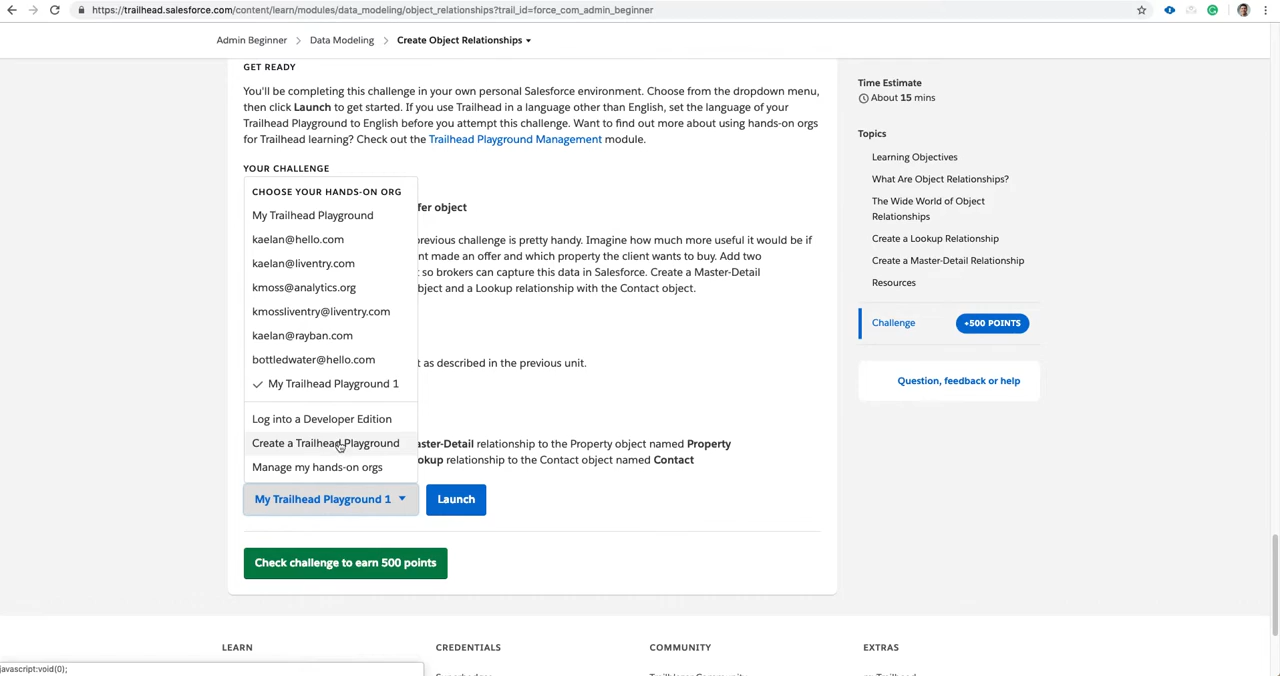 https://trailhead.salesforce.com/content/learn/modules/data_modeling/object_relationships?trail_id=force_com_admin_beginner
Admin Beginner > Data Modeling > Create Object Relationships
GET READY
You'll be completing this challenge in your own personal Salesforce environment. Choose from the dropdown menu,
then click Launch to get started. If you use Trailhead in a language other than English, set the language of your
Trailhead Playground to English before you attempt this challenge. Want to find out more about using hands-on orgs
for Trailhead learning? Check out the Trailhead Playground Management module.
YOUR CHALLENGE
CHOOSE YOUR HANDS-ON ORG
My Trailhead Playground
kaelan@hello.com
kaelan@liventry.com
kmoss@analytics.org
kmossliventry@liventry.com
kaelan@rayban.com
bottledwater@hello.com
My Trailhead Playground 1
Log into a Developer Edition
Create a Trailhead Playground
Manage my hands-on orgs
fer object
revious challenge is pretty handy. Imagine how much more useful it would be if
nt made an offer and which property the client wants to buy. Add two
t so brokers can capture this data in Salesforce. Create a Master-Detail
bject and a Lookup relationship with the Contact object.
t as described in the previous unit.
aster-Detail relationship to the Property object named Property
okup relationship to the Contact object named Contact
My Trailhead Playground 1
Launch
Check challenge to earn 500 points
Time Estimate
About 15 mins
Topics
Learning Objectives
What Are Object Relationships?
The Wide World of Object
Relationships
Create a Lookup Relationship
Create a Master-Detail Relationship
Resources
Challenge
+500 POINTS
Question, feedback or help
LEARN
CREDENTIALS
COMMUNITY
EXTRAS
javascript:void(0);